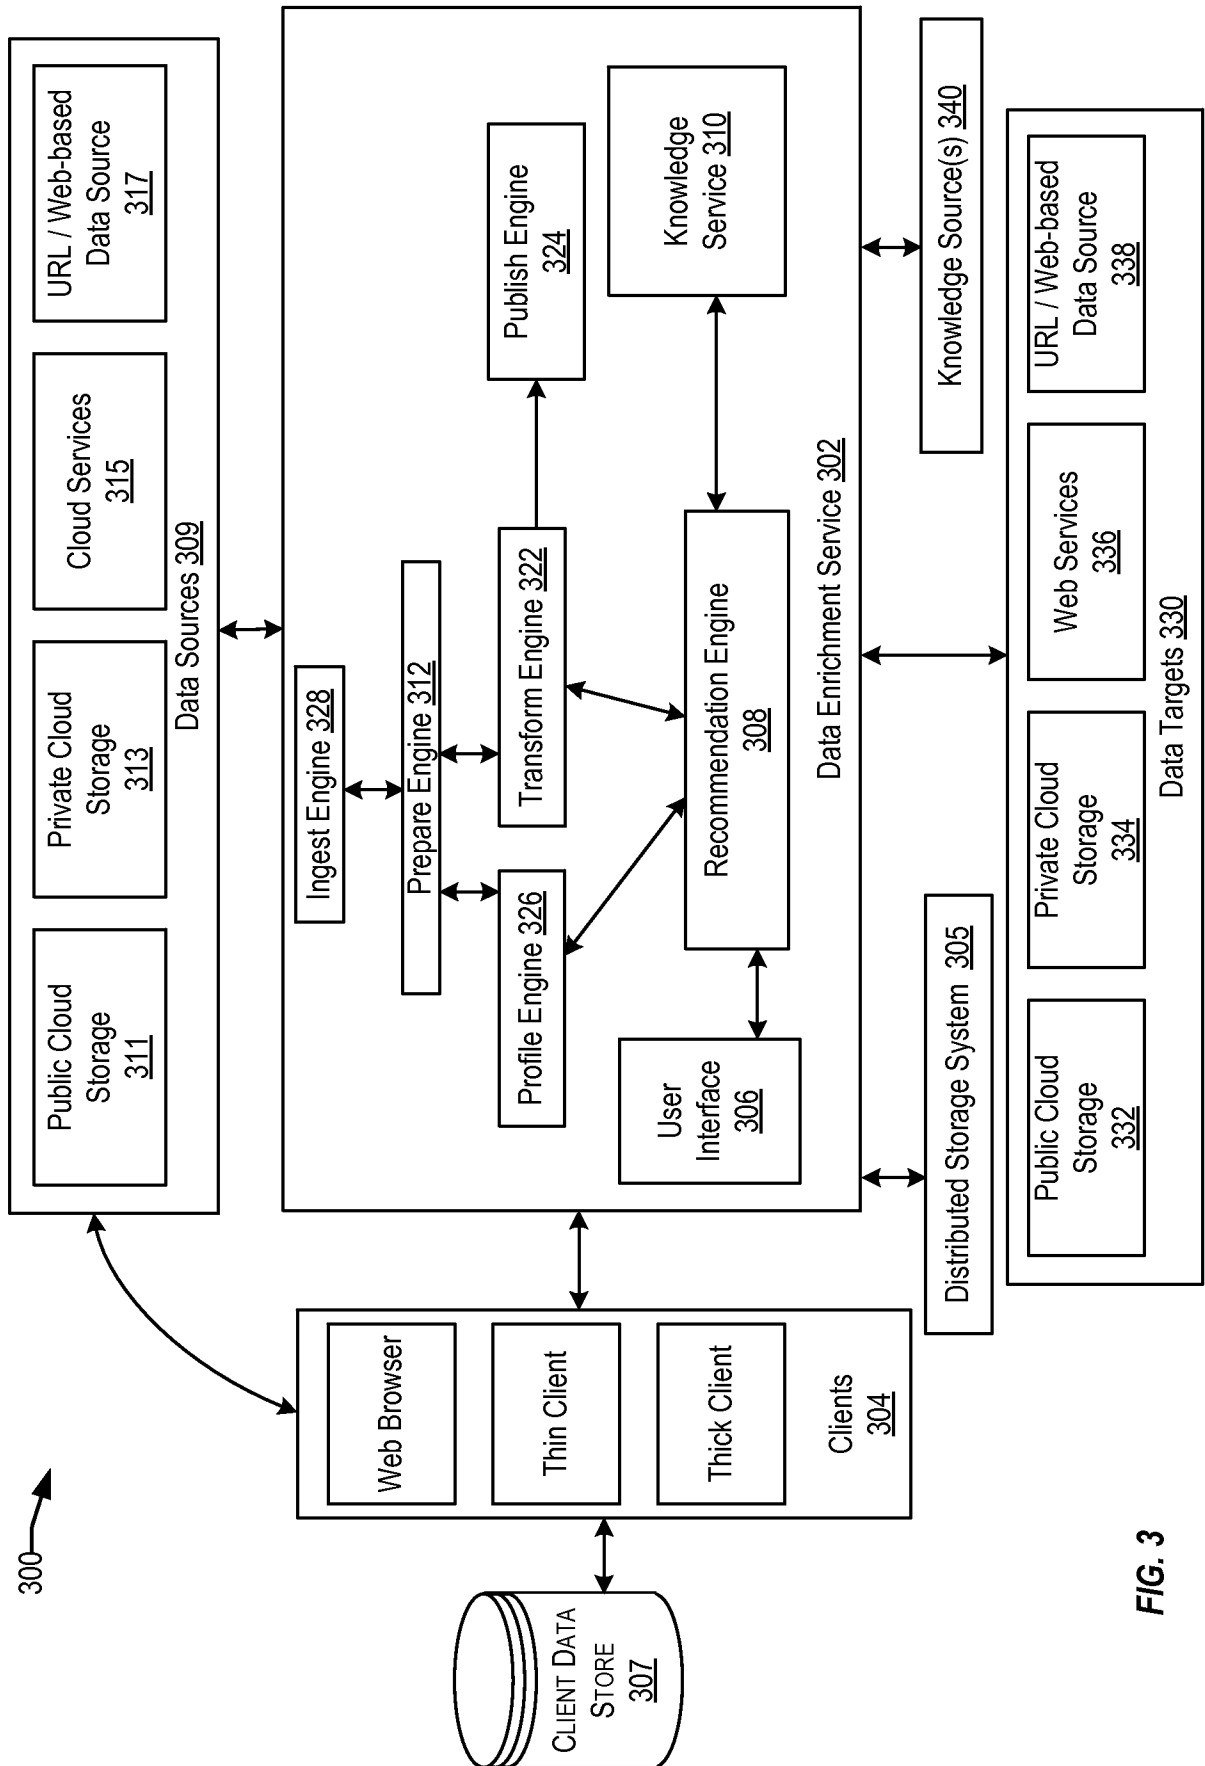 300
Public Cloud
Storage
311
Private Cloud
Storage
313
Cloud Services
315
URL / Web-based
Data Source
317
Data Sources 309
Ingest Engine 328
Prepare Engine 312
Profile Engine 326
Transform Engine 322
Publish Engine
324
User
Interface
306
Recommendation Engine
308
Knowledge
Service 310
Data Enrichment Service 302
Web Browser
Thin Client
Thick Client
Clients
304
CLIENT DATA
STORE
307
Distributed Storage System 305
Knowledge Source(s) 340
Public Cloud
Storage
332
Private Cloud
Storage
334
Web Services
336
URL / Web-based
Data Source
338
Data Targets 330
FIG. 3